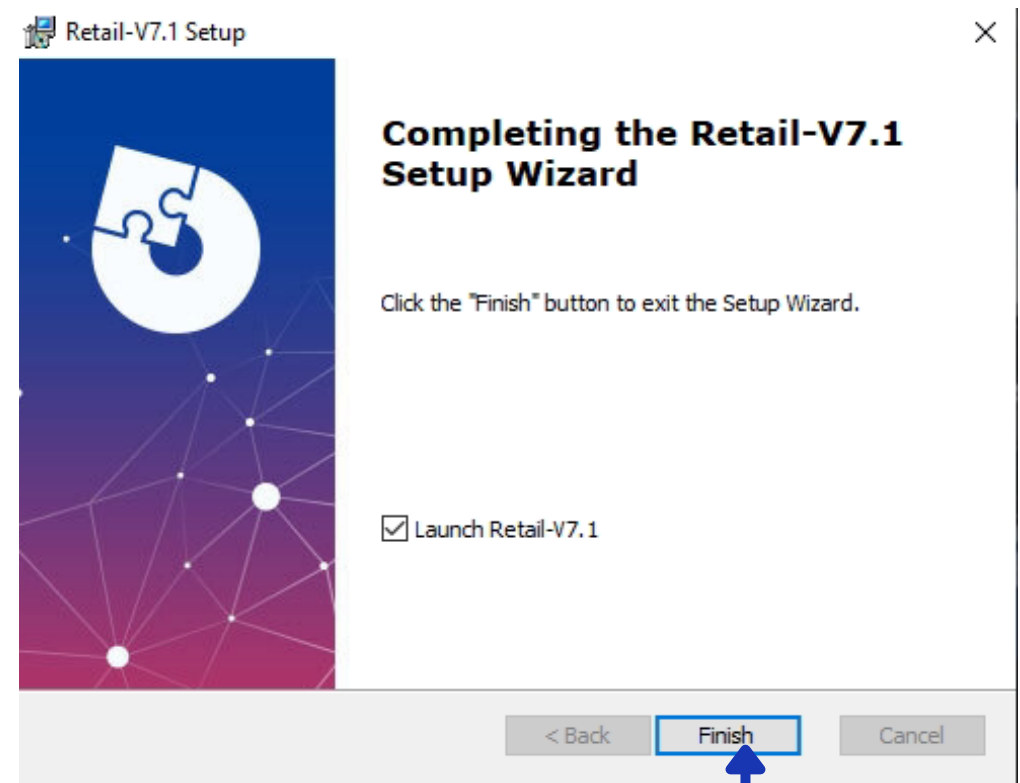 Retail-V7.1 Setup
Completing the Retail-V7.1
Setup Wizard
Click the "Finish" button to exit the Setup Wizard.
Launch Retail-V7.1
< Back
Finish
Cancel